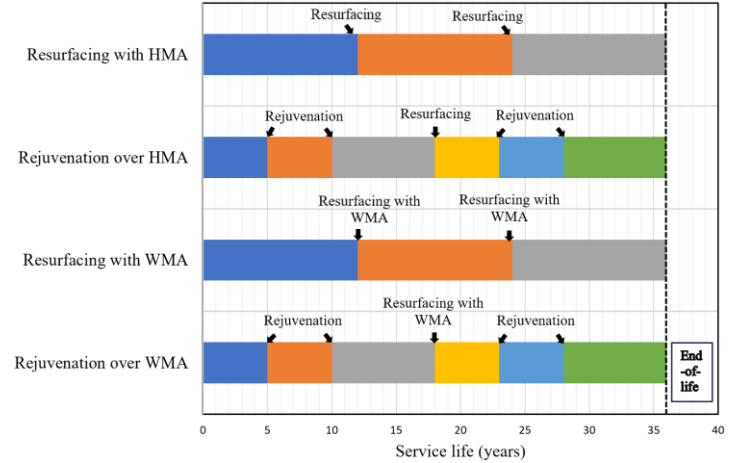 Resurfacing
Resurfacing
Resurfacing with HMA
Rejuvenation
Resurfacing
Rejuvenation
Rejuvenation over HMA
Resurfacing with
WMA
Resurfacing with
WMA
Resurfacing with WMA
Rejuvenation
Resurfacing with
WMA
Rejuvenation
Rejuvenation over WMA
End
-of-
life
0 5 10 15 20 25 30 35 40
Service life (years)